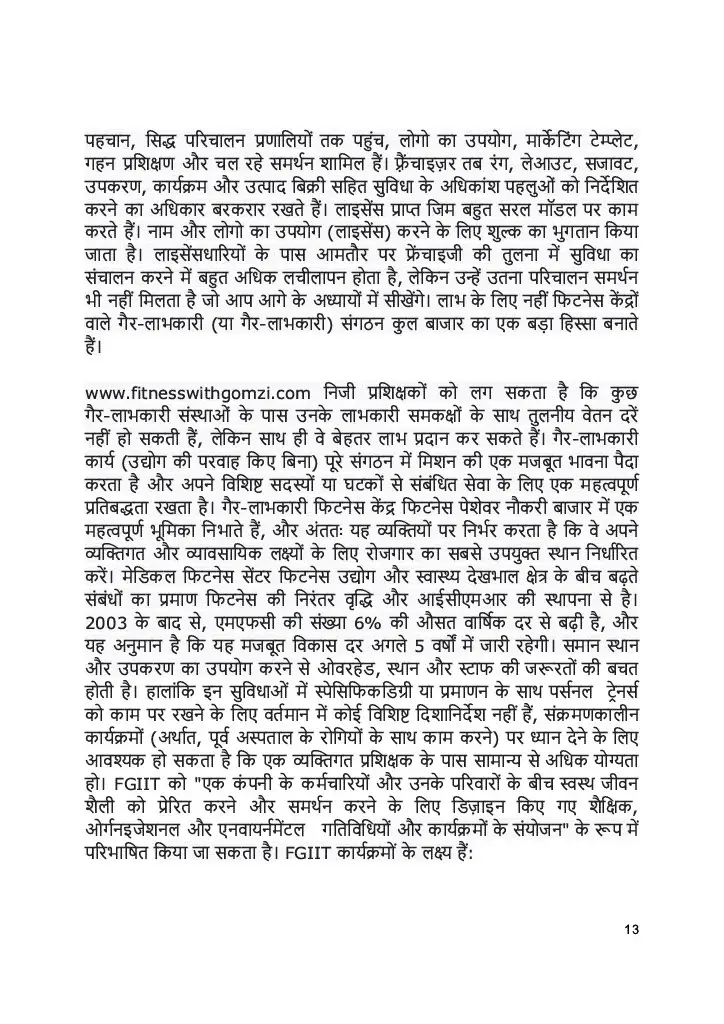 पहचान, सिद्ध परिचालन प्रणालियों तक पहुंच, लोगो का उपयोग, मार्केटिंग टेम्प्लेट,
गहन प्रशिक्षण और चल रहे समर्थन शामिल हैं। फ़्रैंचाइज़र तब रंग, लेआउट, सजावट,
उपकरण, कार्यक्रम और उत्पाद बिक्री सहित सुविधा के अधिकांश पहलुओं को निर्देशित
करने का अधिकार बरकरार रखते हैं। लाइसेंस प्राप्त जिम बहुत सरल मॉडल पर काम
करते हैं। नाम और लोगो का उपयोग (लाइसेंस) करने के लिए शुल्क का भुगतान किया
जाता है। लाइसेंसधारियों के पास आमतौर पर फ्रेंचाइजी की तुलना में सुविधा का
संचालन करने में बहुत अधिक लचीलापन होता है, लेकिन उन्हें उतना परिचालन समर्थन
भी नहीं मिलता है जो आप आगे के अध्यायों में सीखेंगे। लाभ के लिए नहीं फिटनेस केंद्रों
वाले गैर-लाभकारी (या गैर-लाभकारी) संगठन कुल बाजार का एक बड़ा हिस्सा बनाते
हैं।
www.fitnesswithgomzi.com निजी प्रशिक्षकों को लग सकता है कि कुछ
गैर-लाभकारी संस्थाओं के पास उनके लाभकारी समकक्षों के साथ तुलनीय वेतन दरें
नहीं हो सकती हैं, लेकिन साथ ही वे बेहतर लाभ प्रदान कर सकते हैं। गैर-लाभकारी
कार्य (उद्योग की परवाह किए बिना) पूरे संगठन में मिशन की एक मजबूत भावना पैदा
करता है और अपने विशिष्ट सदस्यों या घटकों से संबंधित सेवा के लिए एक महत्वपूर्ण
प्रतिबद्धता रखता है। गैर-लाभकारी फिटनेस केंद्र फिटनेस पेशेवर नौकरी बाजार में एक
महत्वपूर्ण भूमिका निभाते हैं, और अंततः यह व्यक्तियों पर निर्भर करता है कि वे अपने
व्यक्तिगत और व्यावसायिक लक्ष्यों के लिए रोजगार का सबसे उपयुक्त स्थान निर्धारित
करें। मेडिकल फिटनेस सेंटर फिटनेस उद्योग और स्वास्थ्य देखभाल क्षेत्र के बीच बढ़ते
संबंधों का प्रमाण फिटनेस की निरंतर वृद्धि और आईसीएमआर की स्थापना से है।
2003 के बाद से, एमएफसी की संख्या 6% की औसत वार्षिक दर से बढ़ी है, और
यह अनुमान है कि यह मजबूत विकास दर अगले 5 वर्षों में जारी रहेगी। समान स्थान
और उपकरण का उपयोग करने से ओवरहेड, स्थान और स्टाफ की जरूरतों की बचत
होती है। हालांकि इन सुविधाओं में स्पेसिफिकडिग्री या प्रमाणन के साथ पर्सनल ट्रेनर्स
को काम पर रखने के लिए वर्तमान में कोई विशिष्ट दिशानिर्देश नहीं हैं, संक्रमणकालीन
कार्यक्रमों (अर्थात, पूर्व अस्पताल के रोगियों के साथ काम करने) पर ध्यान देने के लिए
आवश्यक हो सकता है कि एक व्यक्तिगत प्रशिक्षक के पास सामान्य से अधिक योग्यता
हो। FGIIT को "एक कंपनी के कर्मचारियों और उनके परिवारों के बीच स्वस्थ जीवन
शैली को प्रेरित करने और समर्थन करने के लिए डिज़ाइन किए गए शैक्षिक,
ओर्गनइजेशनल और एनवायर्नमेंटल गतिविधियों और कार्यक्रमों के संयोजन" के रूप में
परिभाषित किया जा सकता है। FGIIT कार्यक्रमों के लक्ष्य हैं:
13